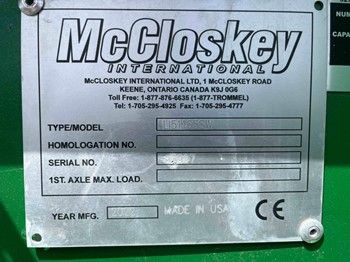 McCloskey
INTERNATIONAL
McCLOSKEY INTERNATIONAL LTD, 1 McCLOSKEY ROAD
KEENE, ONTARIO CANADA K9J 0G6
Toll Free: 1-877-876-6635 (1-877-TROMMEL)
Tel: 1-705-295-4925 Fax: 1-705-295-4777
TYPE/MODEL
HOMOLOGATION NO.
SERIAL NO.
1ST. AXLE MAX. LOAD.
YEAR MFG. MADE IN USA CE
NUM
CAPA